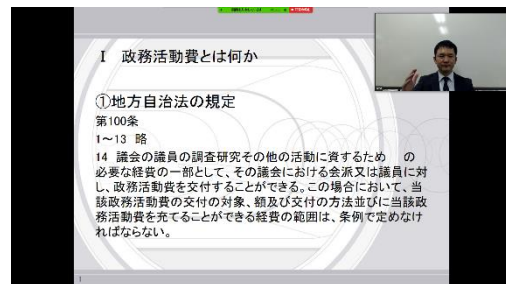 Ⅰ 政務活動費とは何か
①地方自治法の規定
第100条
1～13 略
14 議会の議員の調査研究その他の活動に資するため の
必要な経費の一部として、その議会における会派又は議員に対
し、政務活動費を交付することができる。この場合において、当
該政務活動費の交付の対象、額及び交付の方法並びに当該政
務活動費を充てることができる経費の範囲は、条例で定めなけ
ればならない。
1